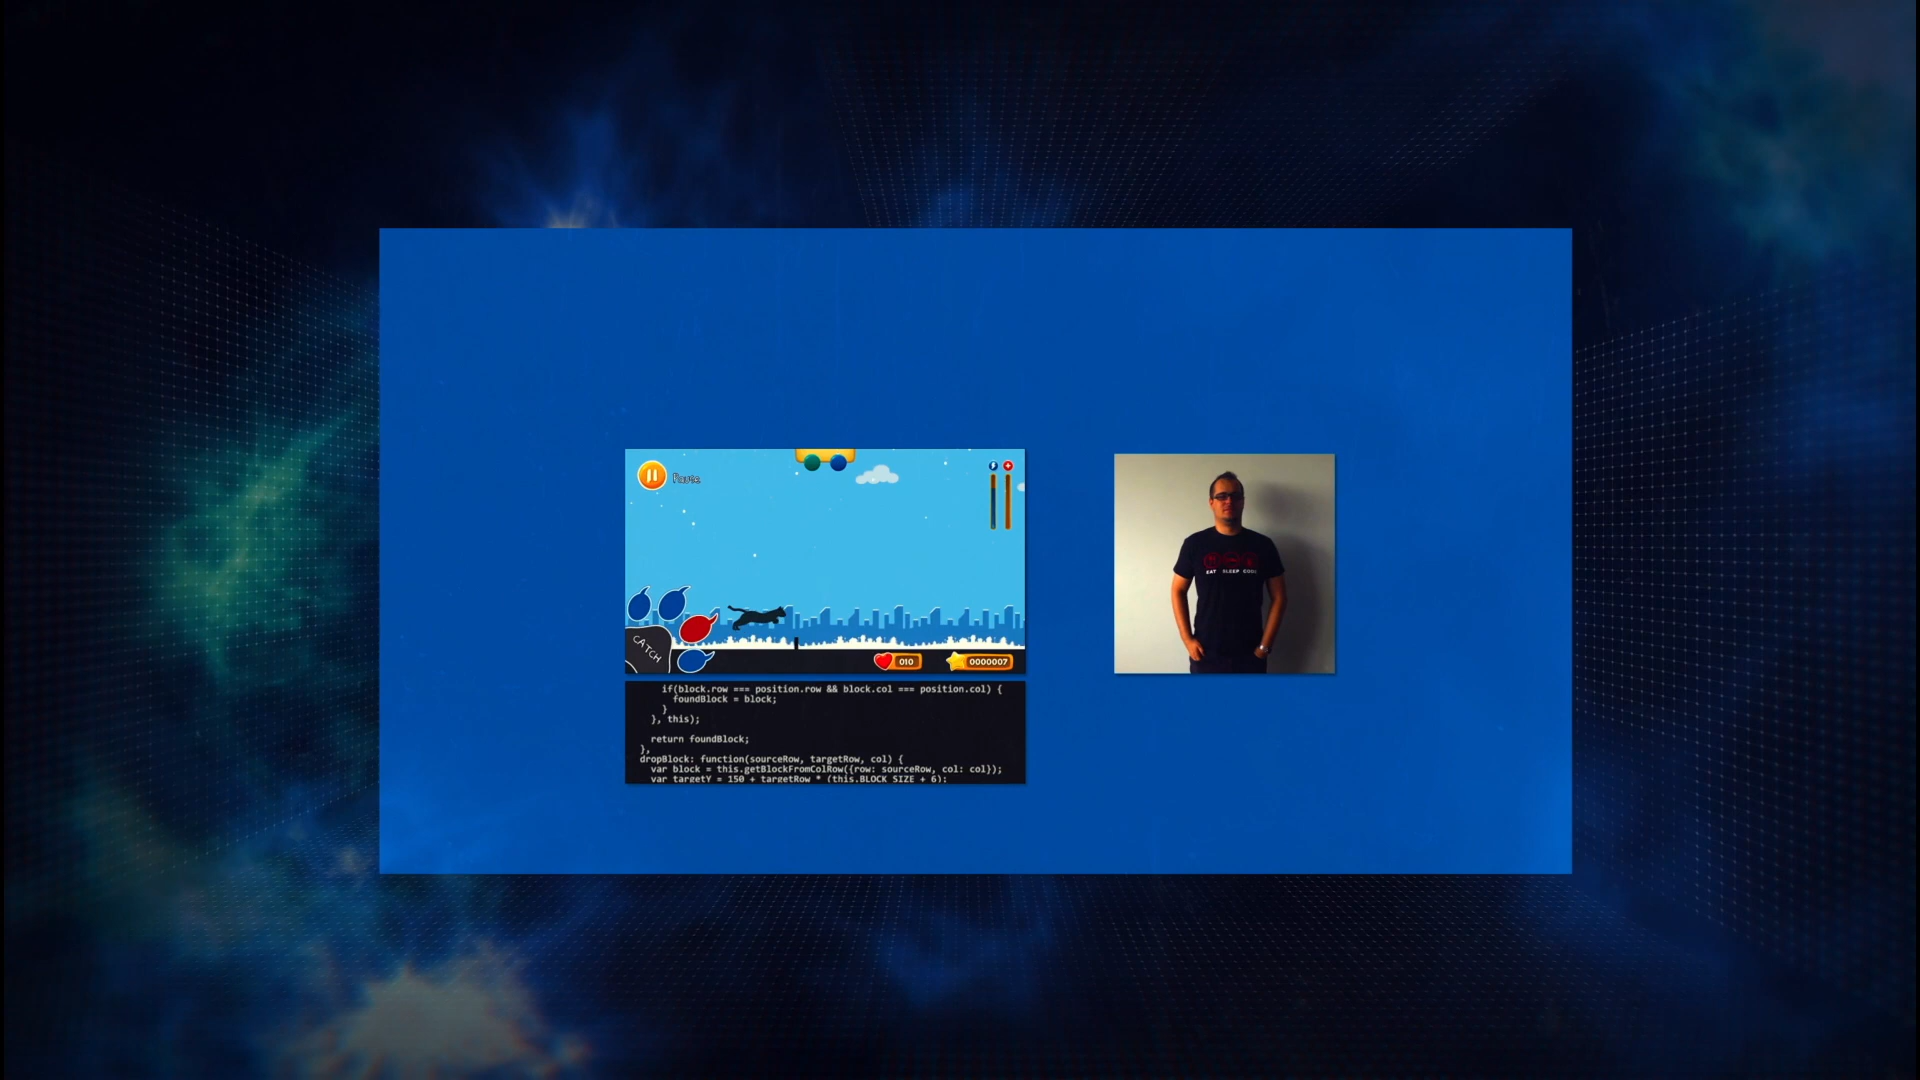 Pause
F
CATCH
010
0000007
if(block.row === position.row && block.col === position.col) {
foundBlock = block;
}
}, this);
return foundBlock;
},
dropBlock: function(sourceRow, targetRow, col) {
var block = this.getBlockFromColRow({row: sourceRow, col: col});
var targetY = 150 + targetRow * (this.BLOCK_SIZE + 6);
EAT SLEEP CODE